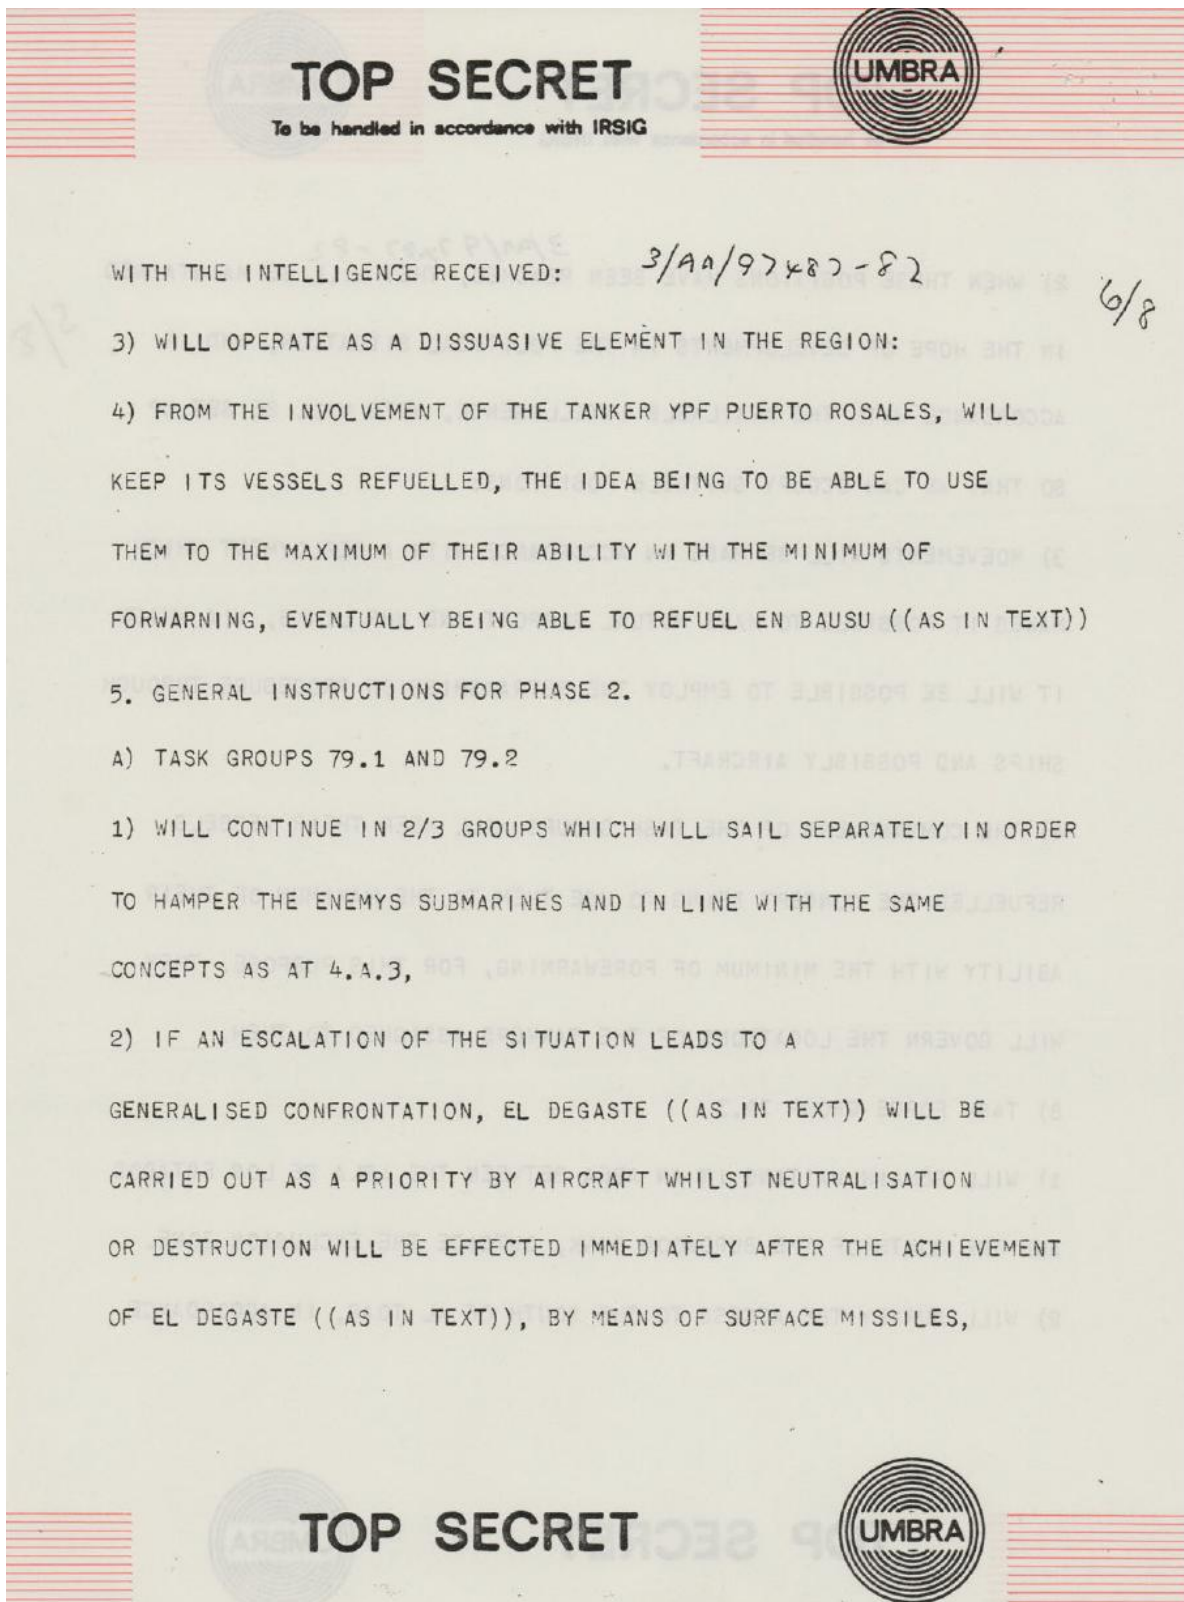 TOP SECRET
UMBRA
To be handled in accordance with IRSIG
WITH THE INTELLIGENCE RECEIVED: 3/AA/97487-82
6/8
3) WILL OPERATE AS A DISSUASIVE ELEMENT IN THE REGION:
4) FROM THE INVOLVEMENT OF THE TANKER YPF PUERTO ROSALES, WILL
KEEP ITS VESSELS REFUELLED, THE IDEA BEING TO BE ABLE TO USE
THEM TO THE MAXIMUM OF THEIR ABILITY WITH THE MINIMUM OF
FORWARNING, EVENTUALLY BEING ABLE TO REFUEL EN BAUSU ((AS IN TEXT))
5. GENERAL INSTRUCTIONS FOR PHASE 2.
A) TASK GROUPS 79.1 AND 79.2
1) WILL CONTINUE IN 2/3 GROUPS WHICH WILL SAIL SEPARATELY IN ORDER
TO HAMPER THE ENEMYS SUBMARINES AND IN LINE WITH THE SAME
CONCEPTS AS AT 4.A.3,
2) IF AN ESCALATION OF THE SITUATION LEADS TO A
GENERALISED CONFRONTATION, EL DEGASTE ((AS IN TEXT)) WILL BE
CARRIED OUT AS A PRIORITY BY AIRCRAFT WHILST NEUTRALISATION
OR DESTRUCTION WILL BE EFFECTED IMMEDIATELY AFTER THE ACHIEVEMENT
OF EL DEGASTE ((AS IN TEXT)), BY MEANS OF SURFACE MISSILES,
TOP SECRET
UMBRA